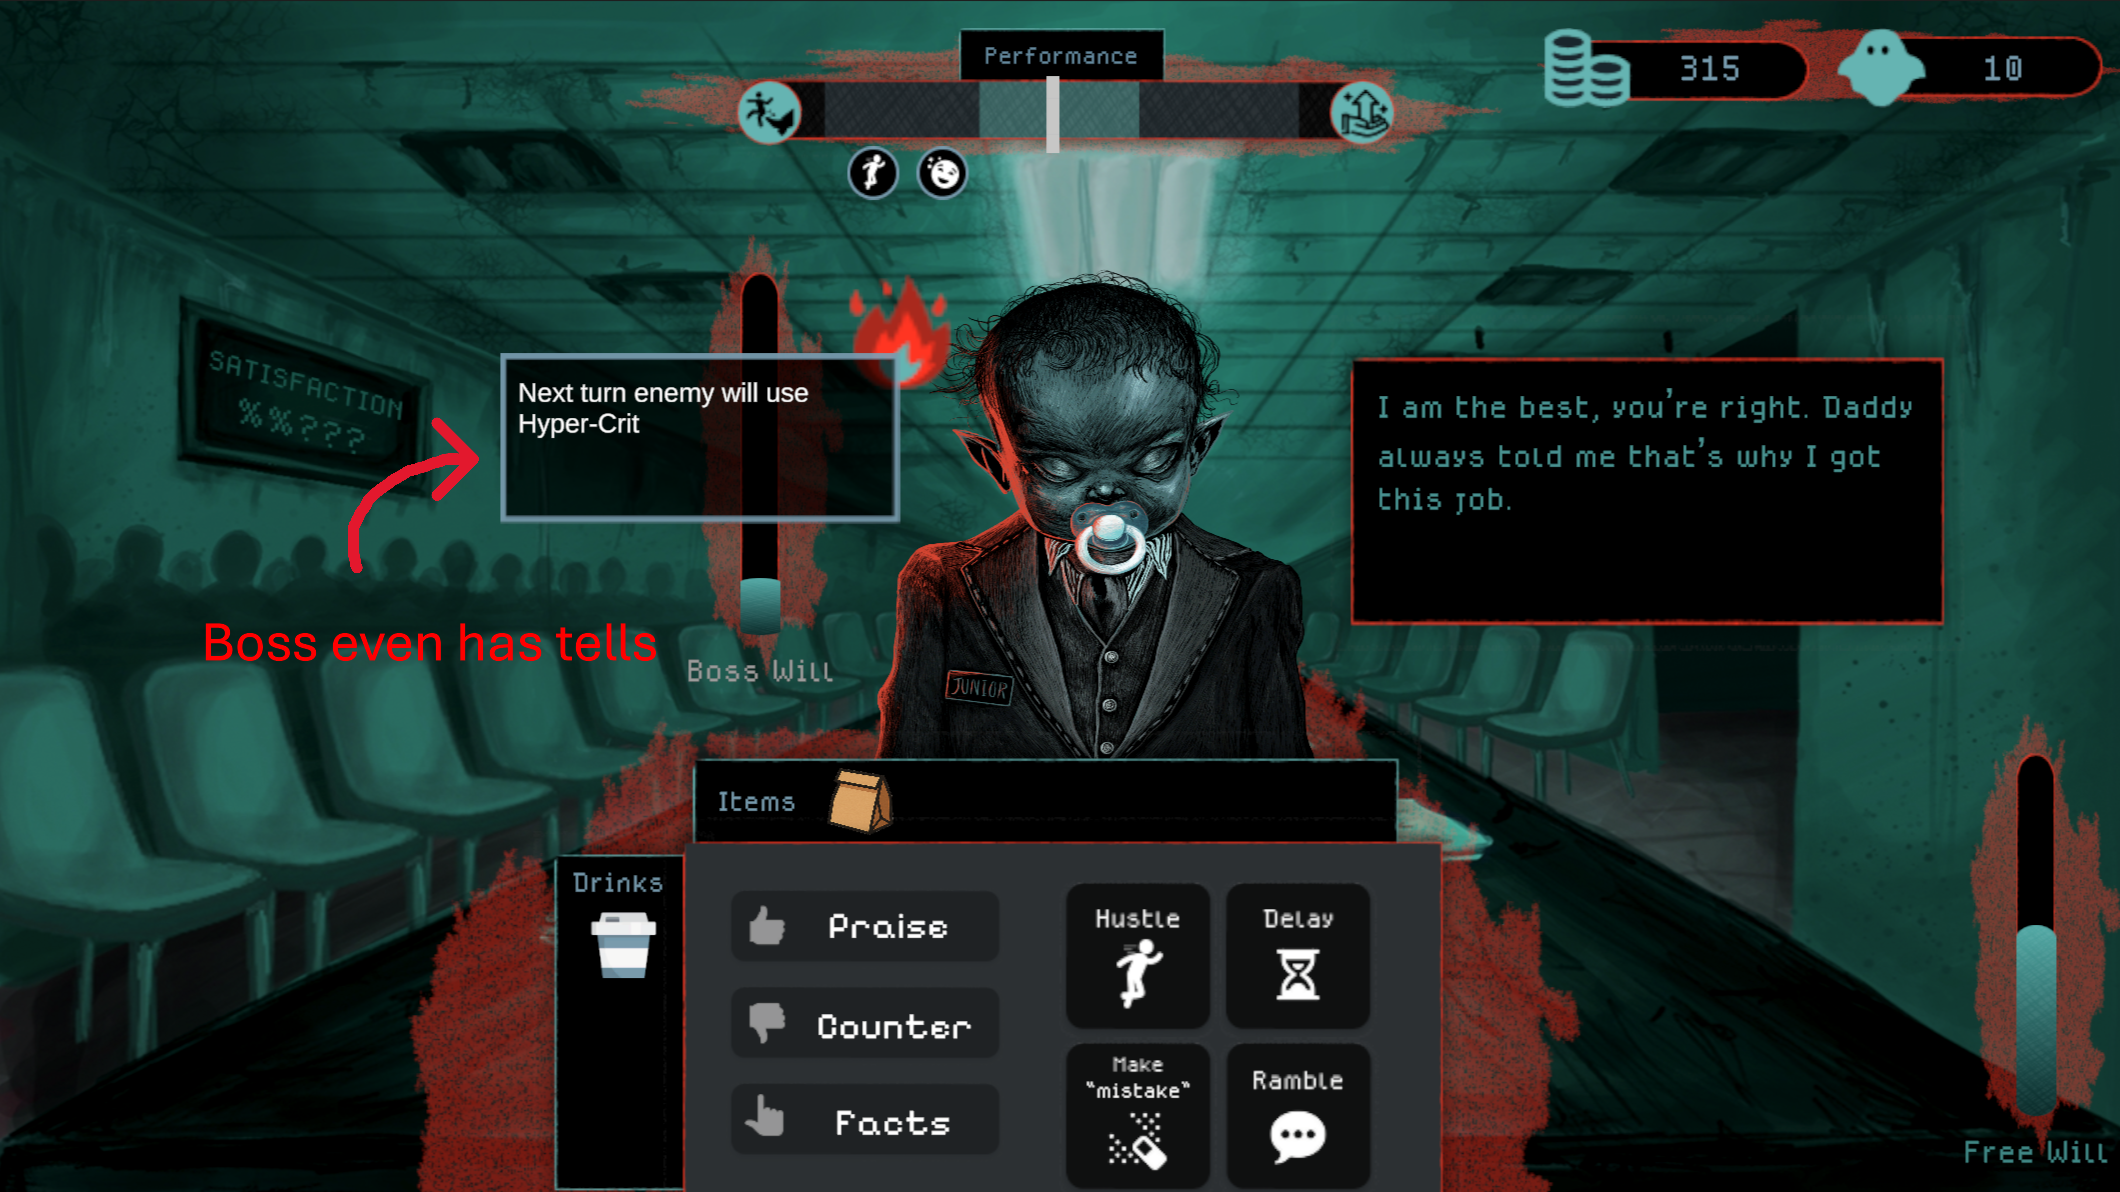 Performance
315
10
SATISFACTION
%%???
Next turn enemy will use
Hyper-Crit
I am the best, you're right. Daddy
always told me that's why I got
this job.
Boss even has tells
Boss Will
JUNIOR
Items
Drinks
Praise
Counter
Facts
Hustle
Delay
Make
"mistake"
Ramble
Free Will